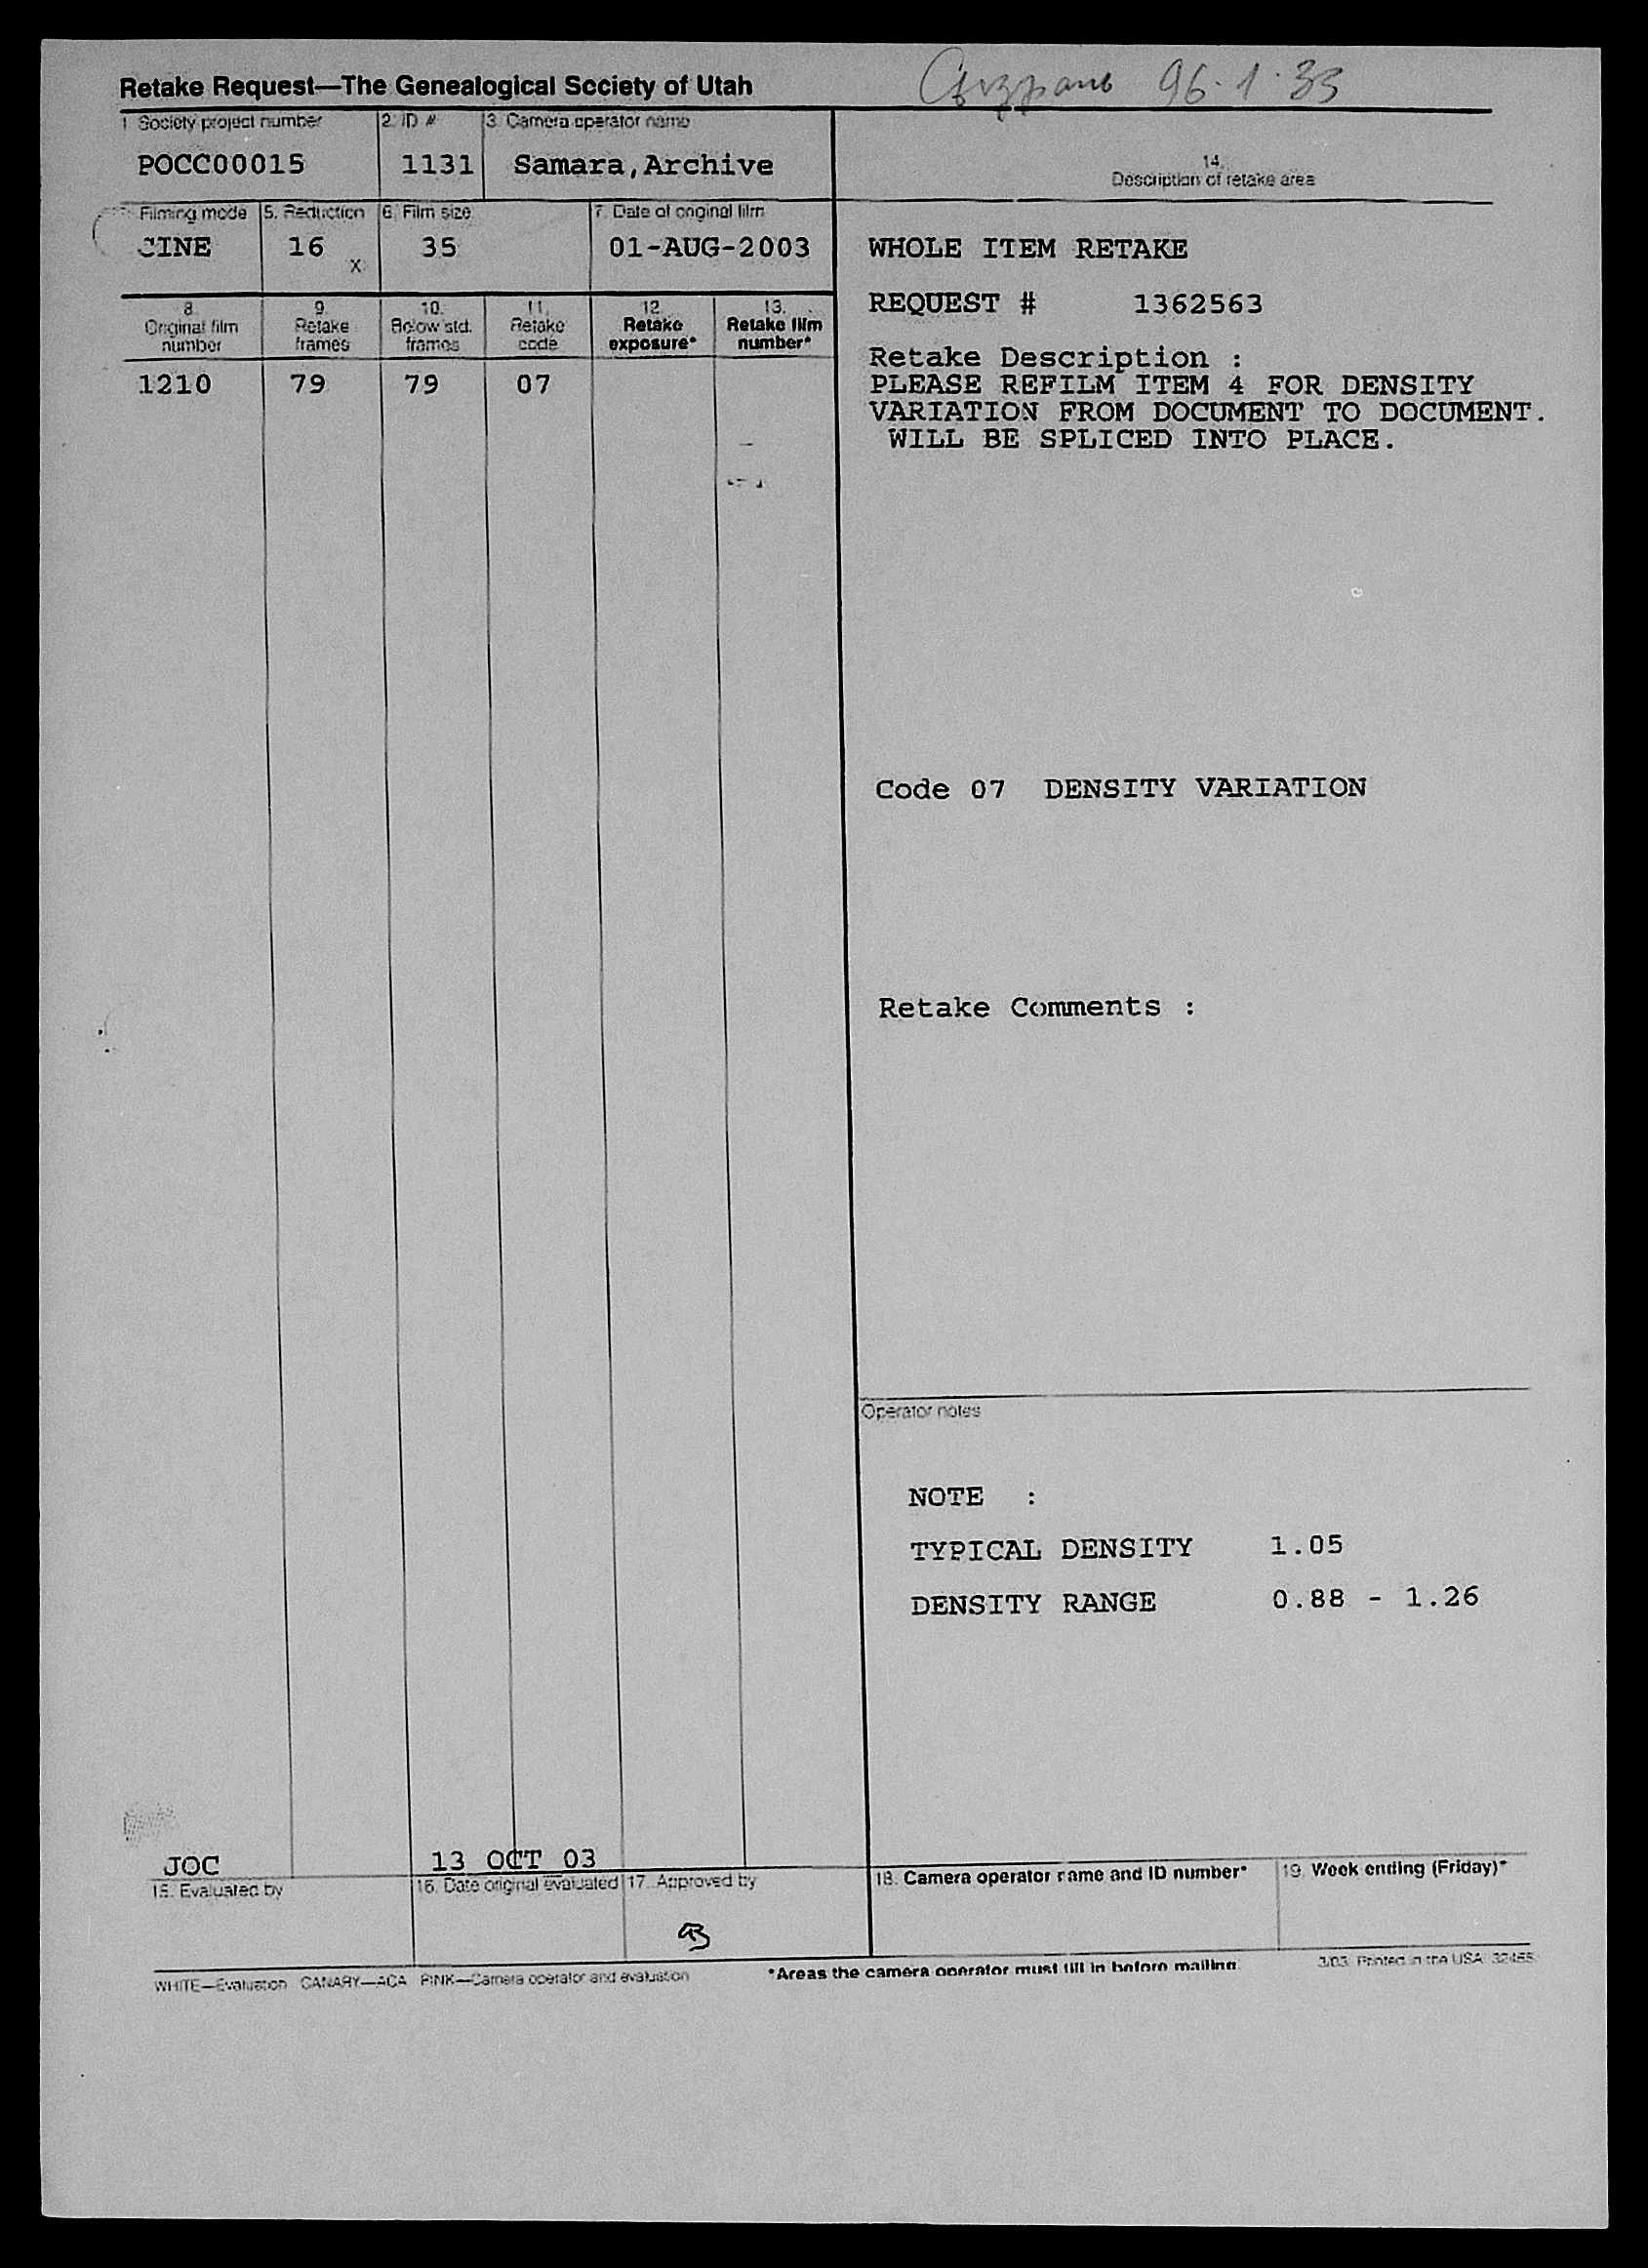 Retake Request—The Genealogical Society of Utah
Сызрань 96·1·35
1. Society project number
2. ID #
3. Camera operator name
POCC00015
1131
Samara,Archive
14.
Description of retake area
Filming mode
5. Reduction
6. Film size
7. Date of original film
CINE
16 x
35
01-AUG-2003
8. Original film number
9. Retake frames
10. Below std. frames
11. Retake code
12. Retake exposure*
13. Retake film number*
1210
79
79
07
WHOLE ITEM RETAKE
REQUEST # 1362563
Retake Description :
PLEASE REFILM ITEM 4 FOR DENSITY
VARIATION FROM DOCUMENT TO DOCUMENT.
WILL BE SPLICED INTO PLACE.
Code 07 DENSITY VARIATION
Retake Comments :
Operator notes
NOTE :
TYPICAL DENSITY 1.05
DENSITY RANGE 0.88 - 1.26
JOC
13 OCT 03
15. Evaluated by
16. Date original evaluated
17. Approved by
18. Camera operator name and ID number*
19. Week ending (Friday)*
WHITE—Evaluation CANARY—ACA PINK—Camera operator and evaluation
*Areas the camera operator must fill in before mailing.
3/03. Printed in the USA. 32455